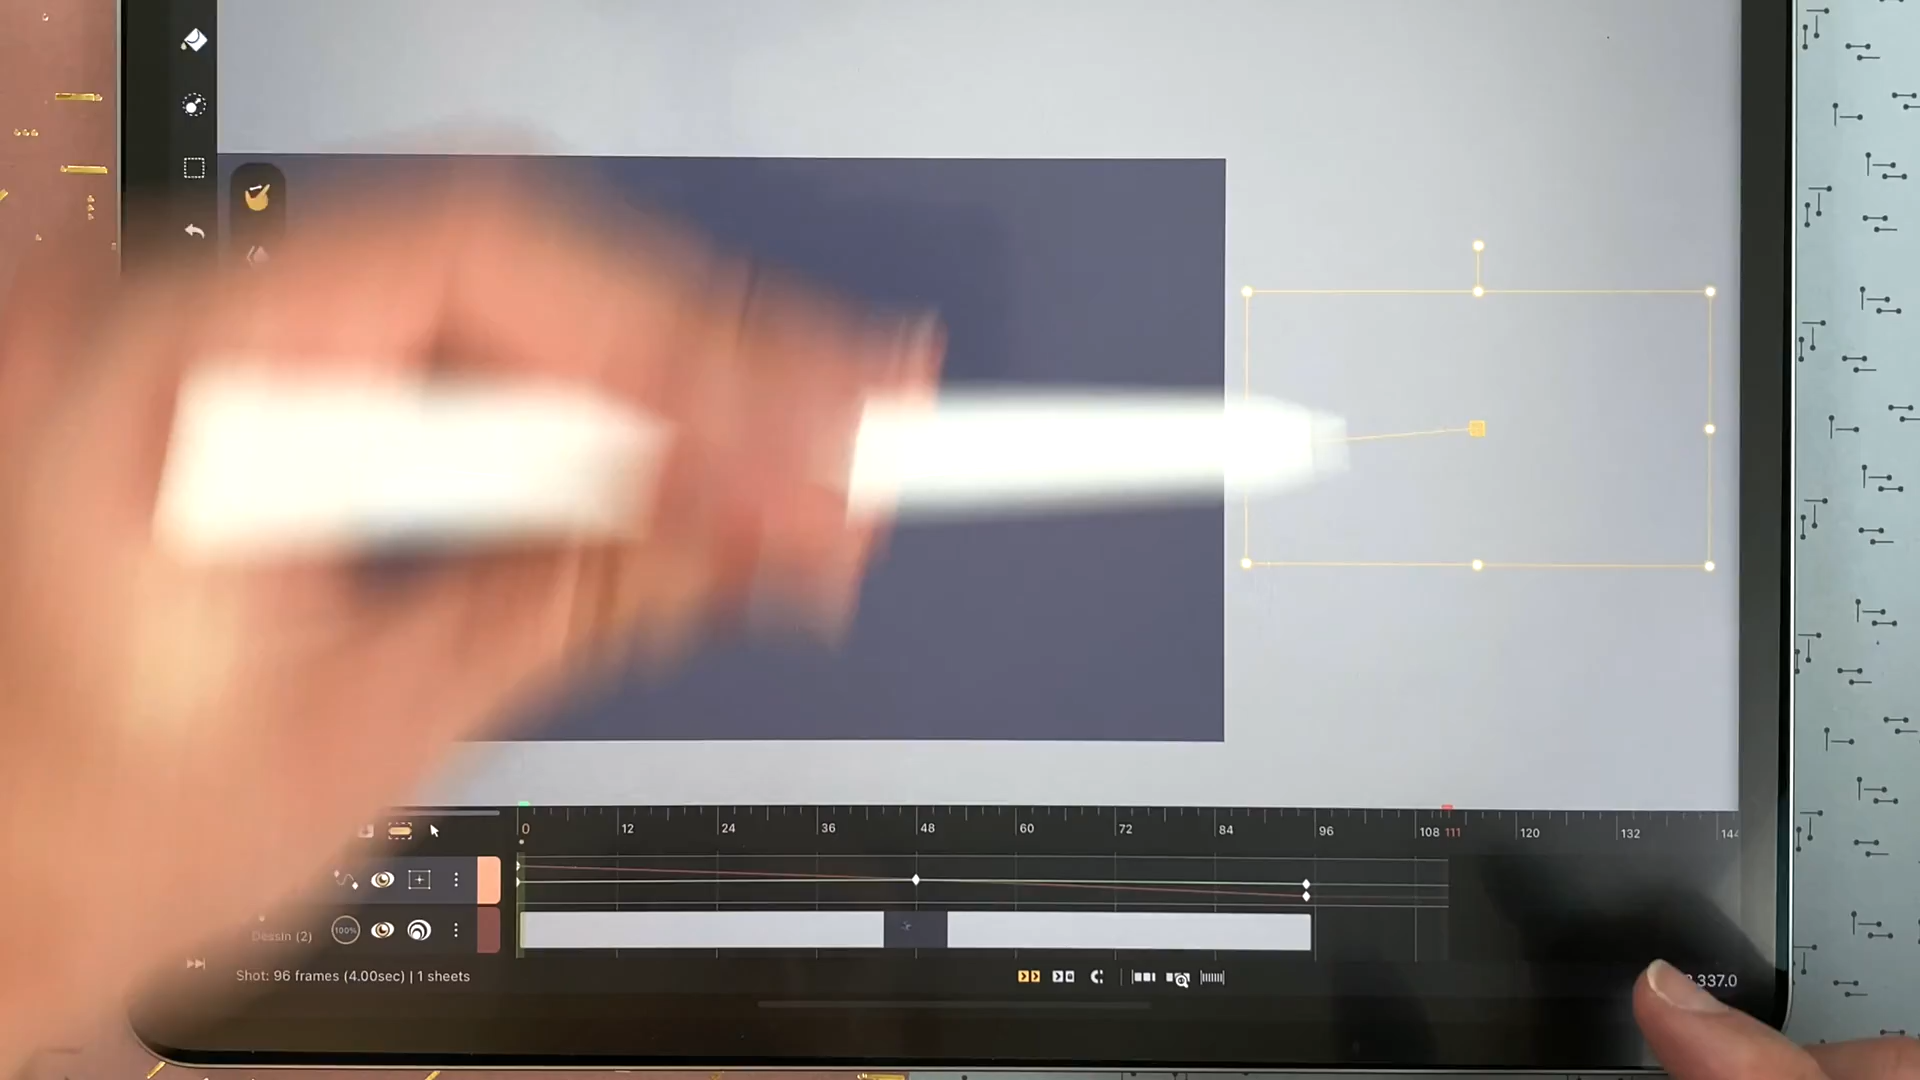 0 12 24 36 48 60 72 84 96 108 111 120 132 144
100%
Dessin (2)
Shot: 96 frames (4.00sec) | 1 sheets
337.0